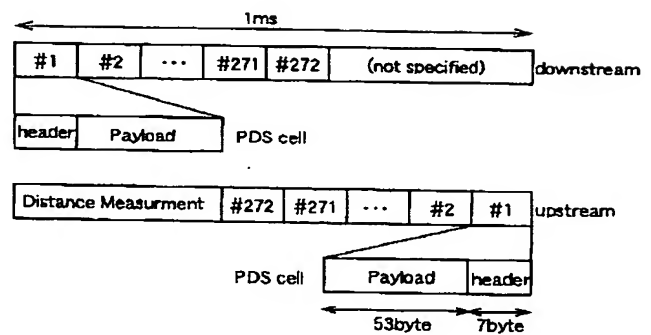 1ms
#1 #2 ... #271 #272 (not specified) downstream
header Payload PDS cell
Distance Measurment #272 #271 ... #2 #1 upstream
PDS cell Payload header
53byte 7byte